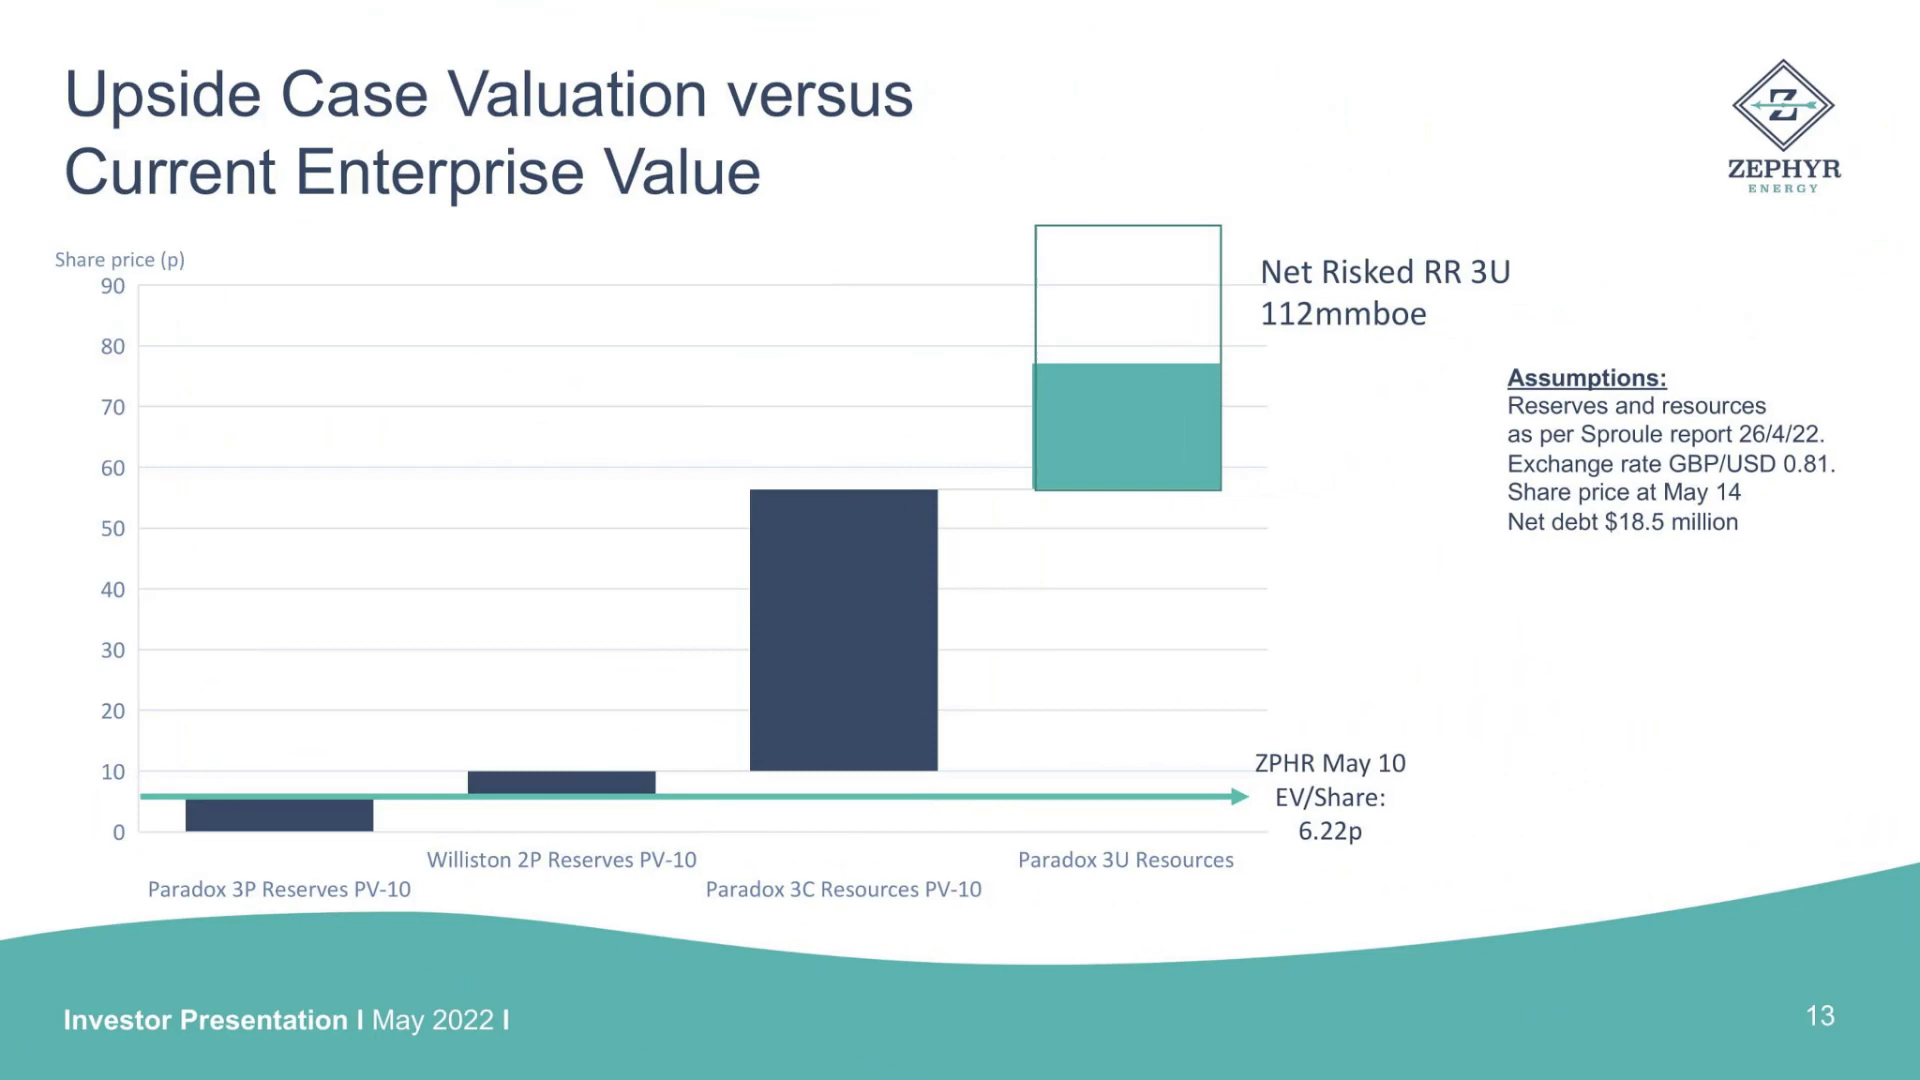 Upside Case Valuation versus
Current Enterprise Value
Z
ZEPHYR
ENERGY
Share price (p)
90
80
70
60
50
40
30
20
10
0
Net Risked RR 3U
112mmboe
Assumptions:
Reserves and resources
as per Sproule report 26/4/22.
Exchange rate GBP/USD 0.81.
Share price at May 14
Net debt $18.5 million
ZPHR May 10
EV/Share:
6.22p
Williston 2P Reserves PV-10
Paradox 3U Resources
Paradox 3P Reserves PV-10
Paradox 3C Resources PV-10
Investor Presentation I May 2022 I
13